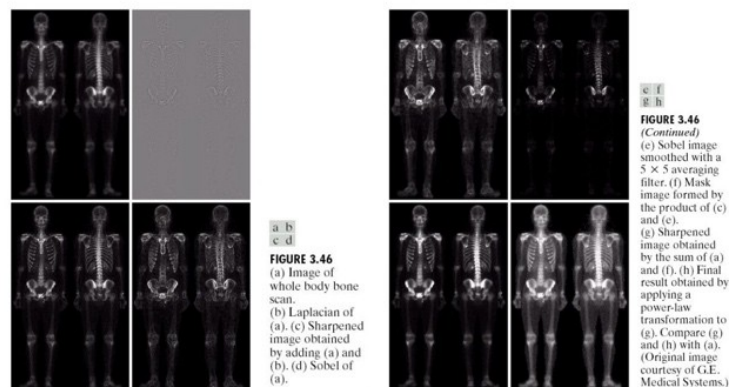 a b
c d
FIGURE 3.46
(a) Image of
whole body bone
scan.
(b) Laplacian of
(a). (c) Sharpened
image obtained
by adding (a) and
(b). (d) Sobel of
(a).
e f
g h
FIGURE 3.46
(Continued)
(e) Sobel image
smoothed with a
5 × 5 averaging
filter. (f) Mask
image formed by
the product of (c)
and (e).
(g) Sharpened
image obtained
by the sum of (a)
and (f). (h) Final
result obtained by
applying a
power-law
transformation to
(g). Compare (g)
and (h) with (a).
(Original image
courtesy of G.E.
Medical Systems.)